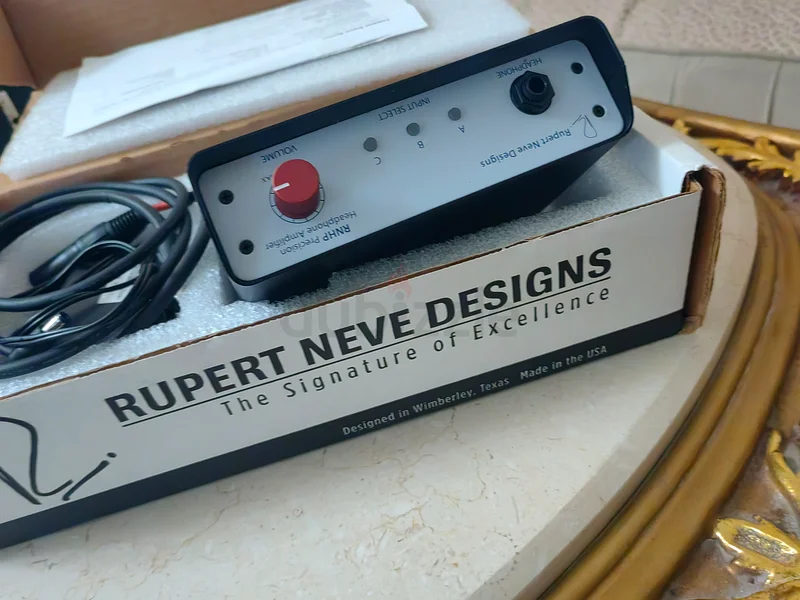 HEADPHONE
INPUT SELECT
A
B
C
VOLUME
Rupert Neve Designs
RNHP Precision
Headphone Amplifier
RUPERT NEVE DESIGNS
The Signature of Excellence
Designed in Wimberley, Texas Made in the USA
dubizzle